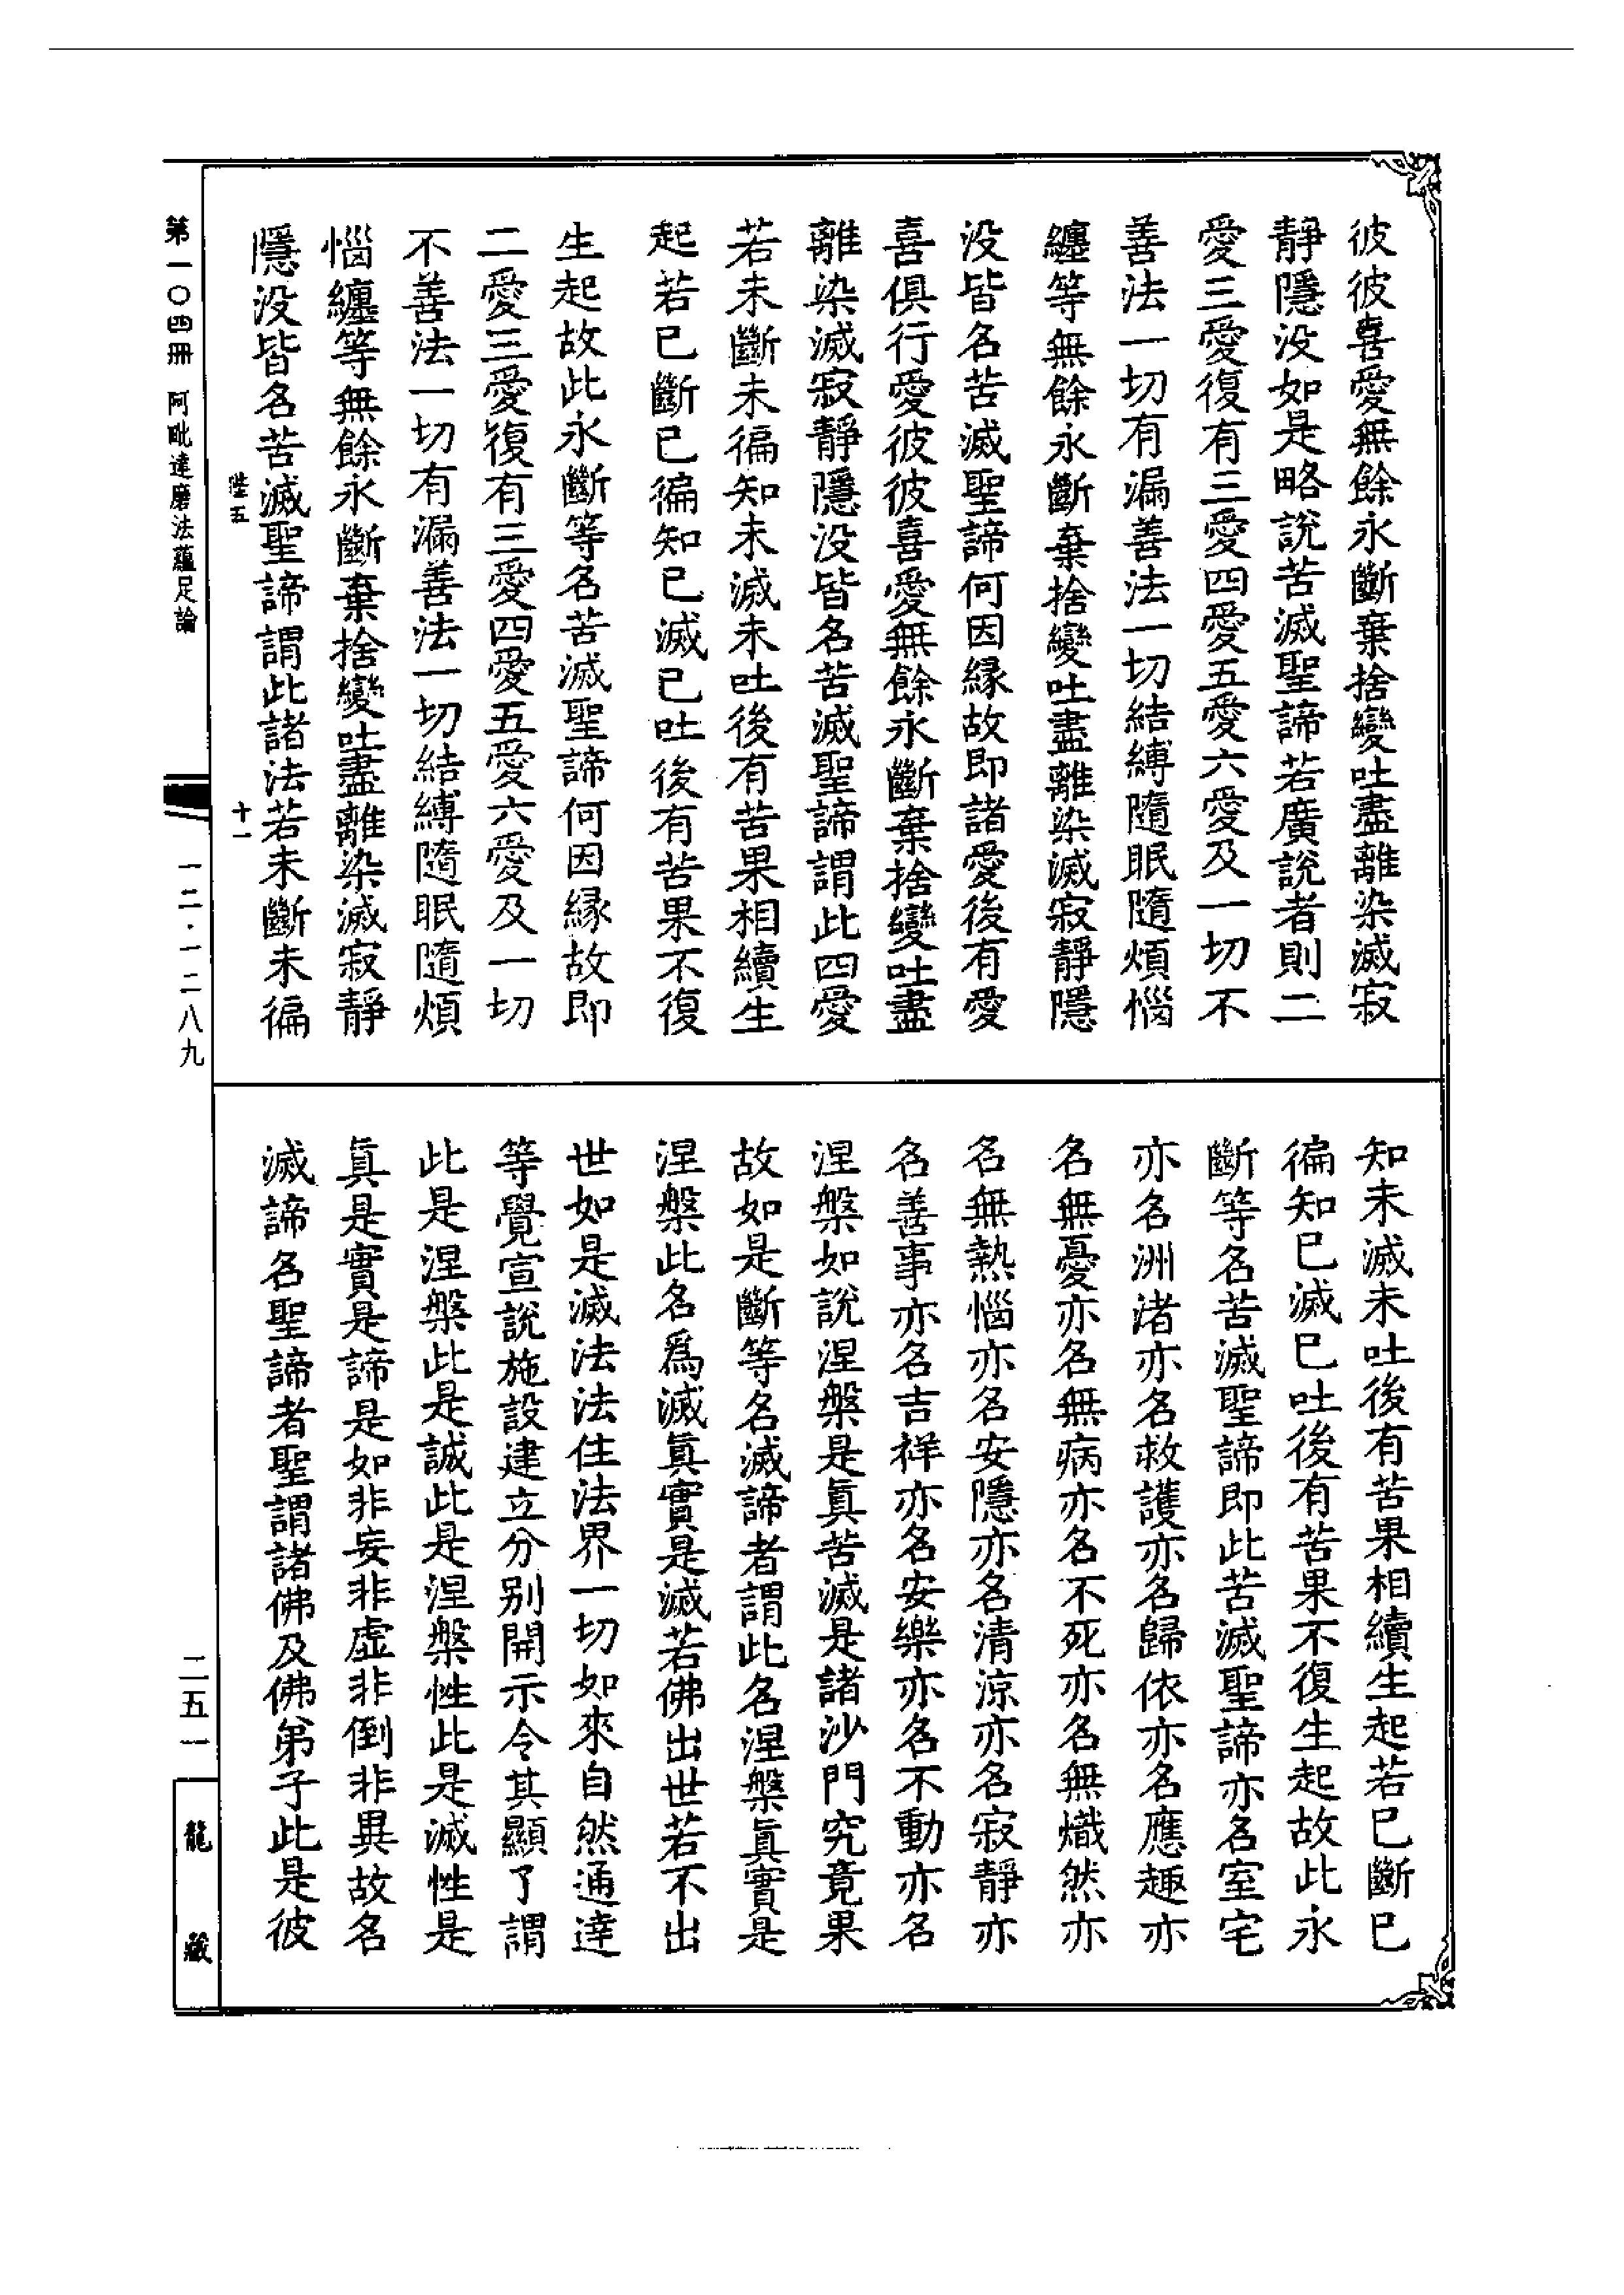 彼彼喜愛無餘永斷棄捨變吐盡離染滅寂
靜隱没如是略說苦滅聖諦若廣說者則二
愛三愛復有三愛四愛五愛六愛及一切不
善法一切有漏善法一切結縛隨眠隨煩惱
纏等無餘永斷棄捨變吐盡離染滅寂靜隱
没皆名苦滅聖諦何因緣故即諸愛後有愛
喜俱行愛彼彼喜愛無餘永斷棄捨變吐盡
離染滅寂靜隱没皆名苦滅聖諦謂此四愛
若未斷未徧知未滅未吐後有苦果相續生
起若已斷已徧知已滅已吐後有苦果不復
生起故此永斷等名苦滅聖諦何因緣故即
二愛三愛復有三愛四愛五愛六愛及一切
不善法一切有漏善法一切結縛隨眠隨煩
惱纏等無餘永斷棄捨變吐盡離染滅寂靜
隱没皆名苦滅聖諦謂此諸法若未斷未徧
知未滅未吐後有苦果相續生起若已斷已
徧知已滅已吐後有苦果不復生起故此永
斷等名苦滅聖諦即此苦滅聖諦亦名室宅
亦名洲渚亦名救護亦名歸依亦名應趣亦
名無憂亦名無病亦名不死亦名無熾然亦
名無熱惱亦名安隱亦名清涼亦名寂靜亦
名善事亦名吉祥亦名安樂亦名不動亦名
涅槃如說涅槃是眞苦滅是諸沙門究竟果
故如是斷等名滅諦者謂此名涅槃眞實是
涅槃此名爲滅眞實是滅若佛出世若不出
世如是滅法法住法界一切如來自然通達
等覺宣說施設建立分別開示令其顯了謂
此是涅槃此是誠此是涅槃性此是滅性是
眞是實是諦是如非妄非虛非倒非異故名
滅諦名聖諦者聖謂諸佛及佛弟子此是彼
陛五
十一
第一〇四冊 阿毗達磨法蘊足論
一二·一二八九
二五一
龍藏